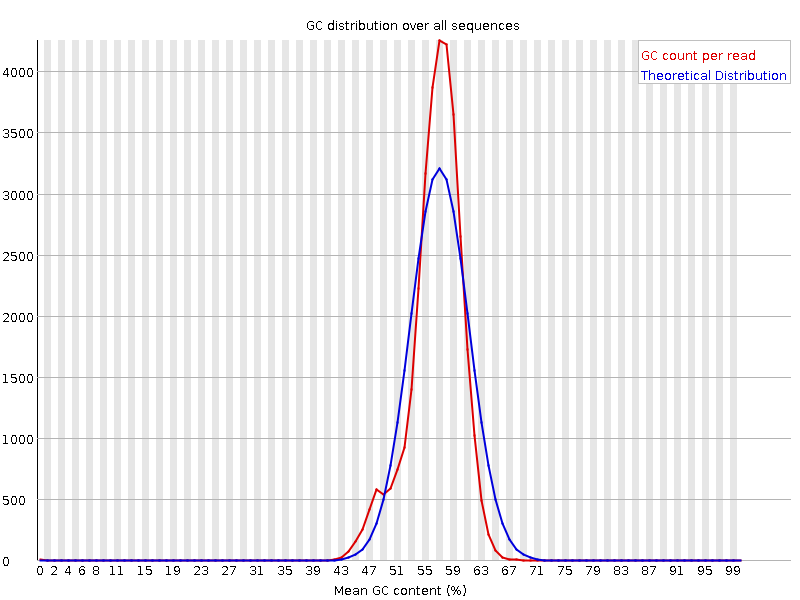 GC distribution over all sequences
GC count per read
Theoretical Distribution
4000
3500
3000
2500
2000
1500
1000
500
0
0 2 4 6 8 11 15 19 23 27 31 35 39 43 47 51 55 59 63 67 71 75 79 83 87 91 95 99
Mean GC content (%)